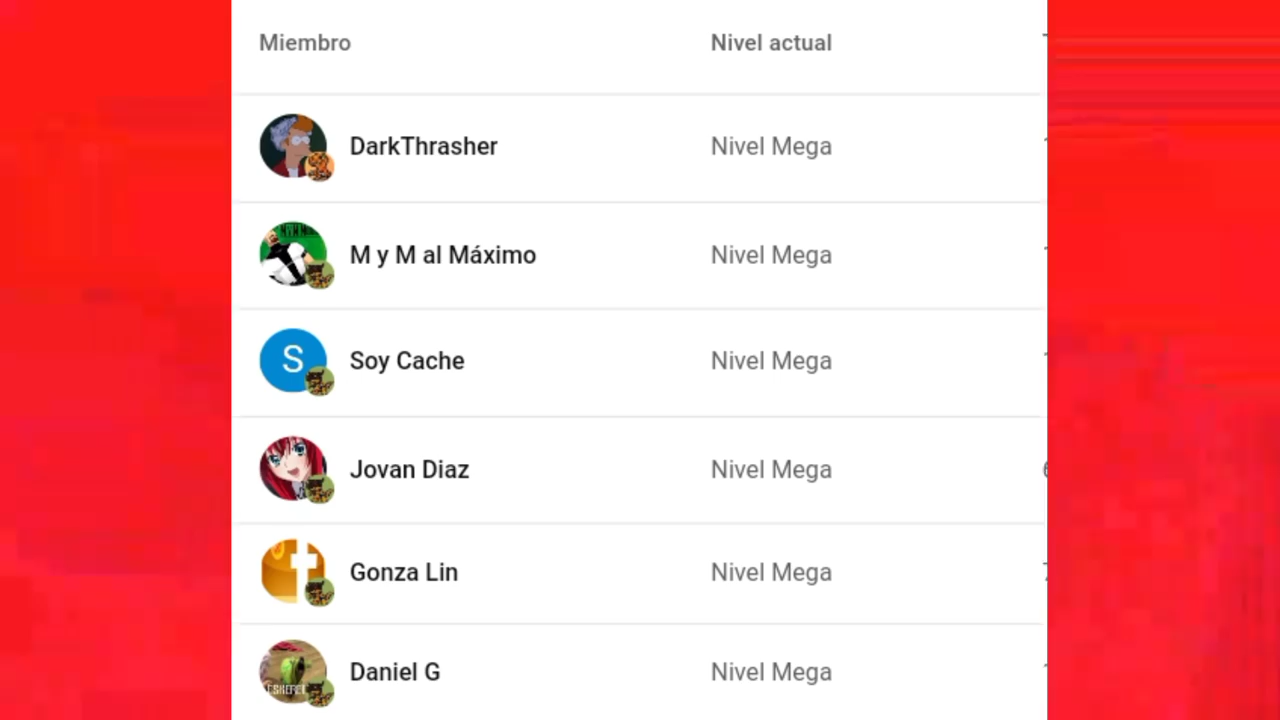 Miembro Nivel actual
DarkThrasher Nivel Mega
M y M al Máximo Nivel Mega
S
Soy Cache Nivel Mega
Jovan Diaz Nivel Mega
Gonza Lin Nivel Mega
Daniel G Nivel Mega